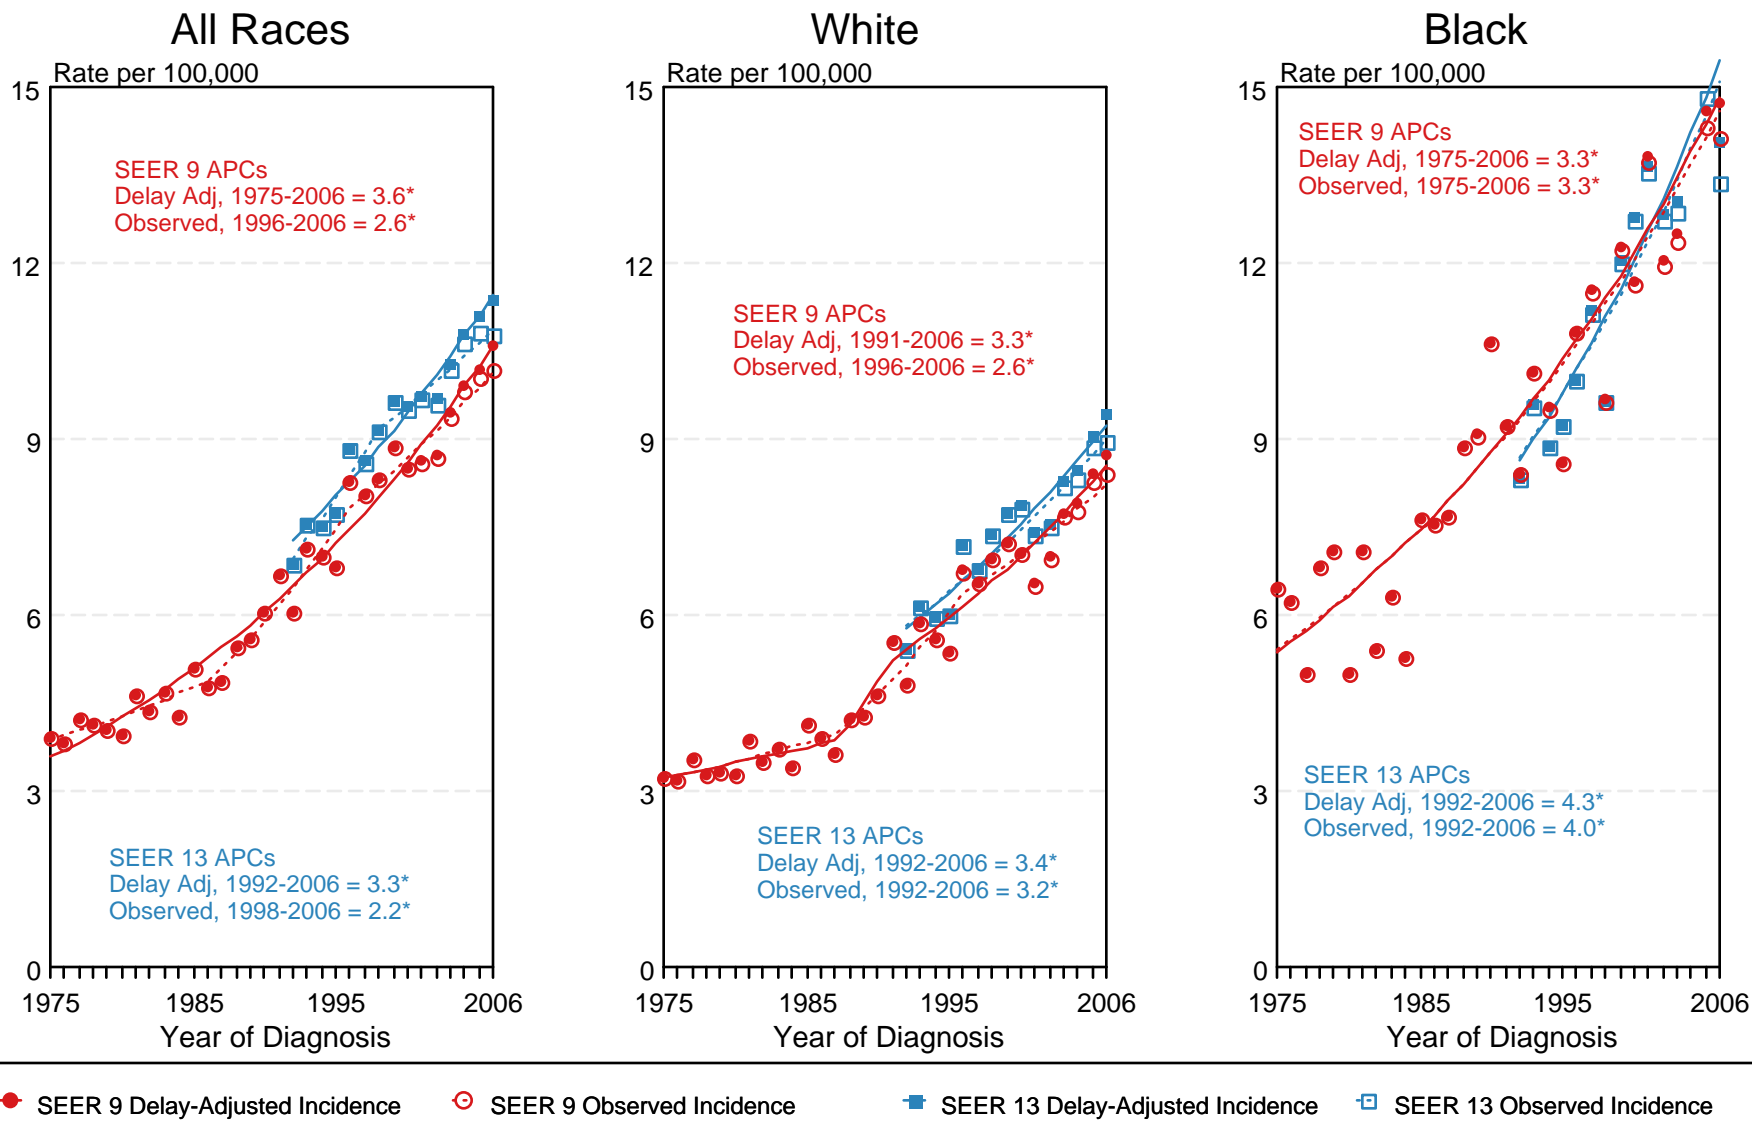 All Races
Rate per 100,000
15
12
9
6
3
0
SEER 9 APCs
Delay Adj, 1975-2006 = 3.6*
Observed, 1996-2006 = 2.6*
SEER 13 APCs
Delay Adj, 1992-2006 = 3.3*
Observed, 1998-2006 = 2.2*
1975 1985 1995 2006
Year of Diagnosis
White
Rate per 100,000
15
12
9
6
3
0
SEER 9 APCs
Delay Adj, 1991-2006 = 3.3*
Observed, 1996-2006 = 2.6*
SEER 13 APCs
Delay Adj, 1992-2006 = 3.4*
Observed, 1992-2006 = 3.2*
1975 1985 1995 2006
Year of Diagnosis
Black
Rate per 100,000
15
12
9
6
3
0
SEER 9 APCs
Delay Adj, 1975-2006 = 3.3*
Observed, 1975-2006 = 3.3*
SEER 13 APCs
Delay Adj, 1992-2006 = 4.3*
Observed, 1992-2006 = 4.0*
1975 1985 1995 2006
Year of Diagnosis
SEER 9 Delay-Adjusted Incidence SEER 9 Observed Incidence SEER 13 Delay-Adjusted Incidence SEER 13 Observed Incidence